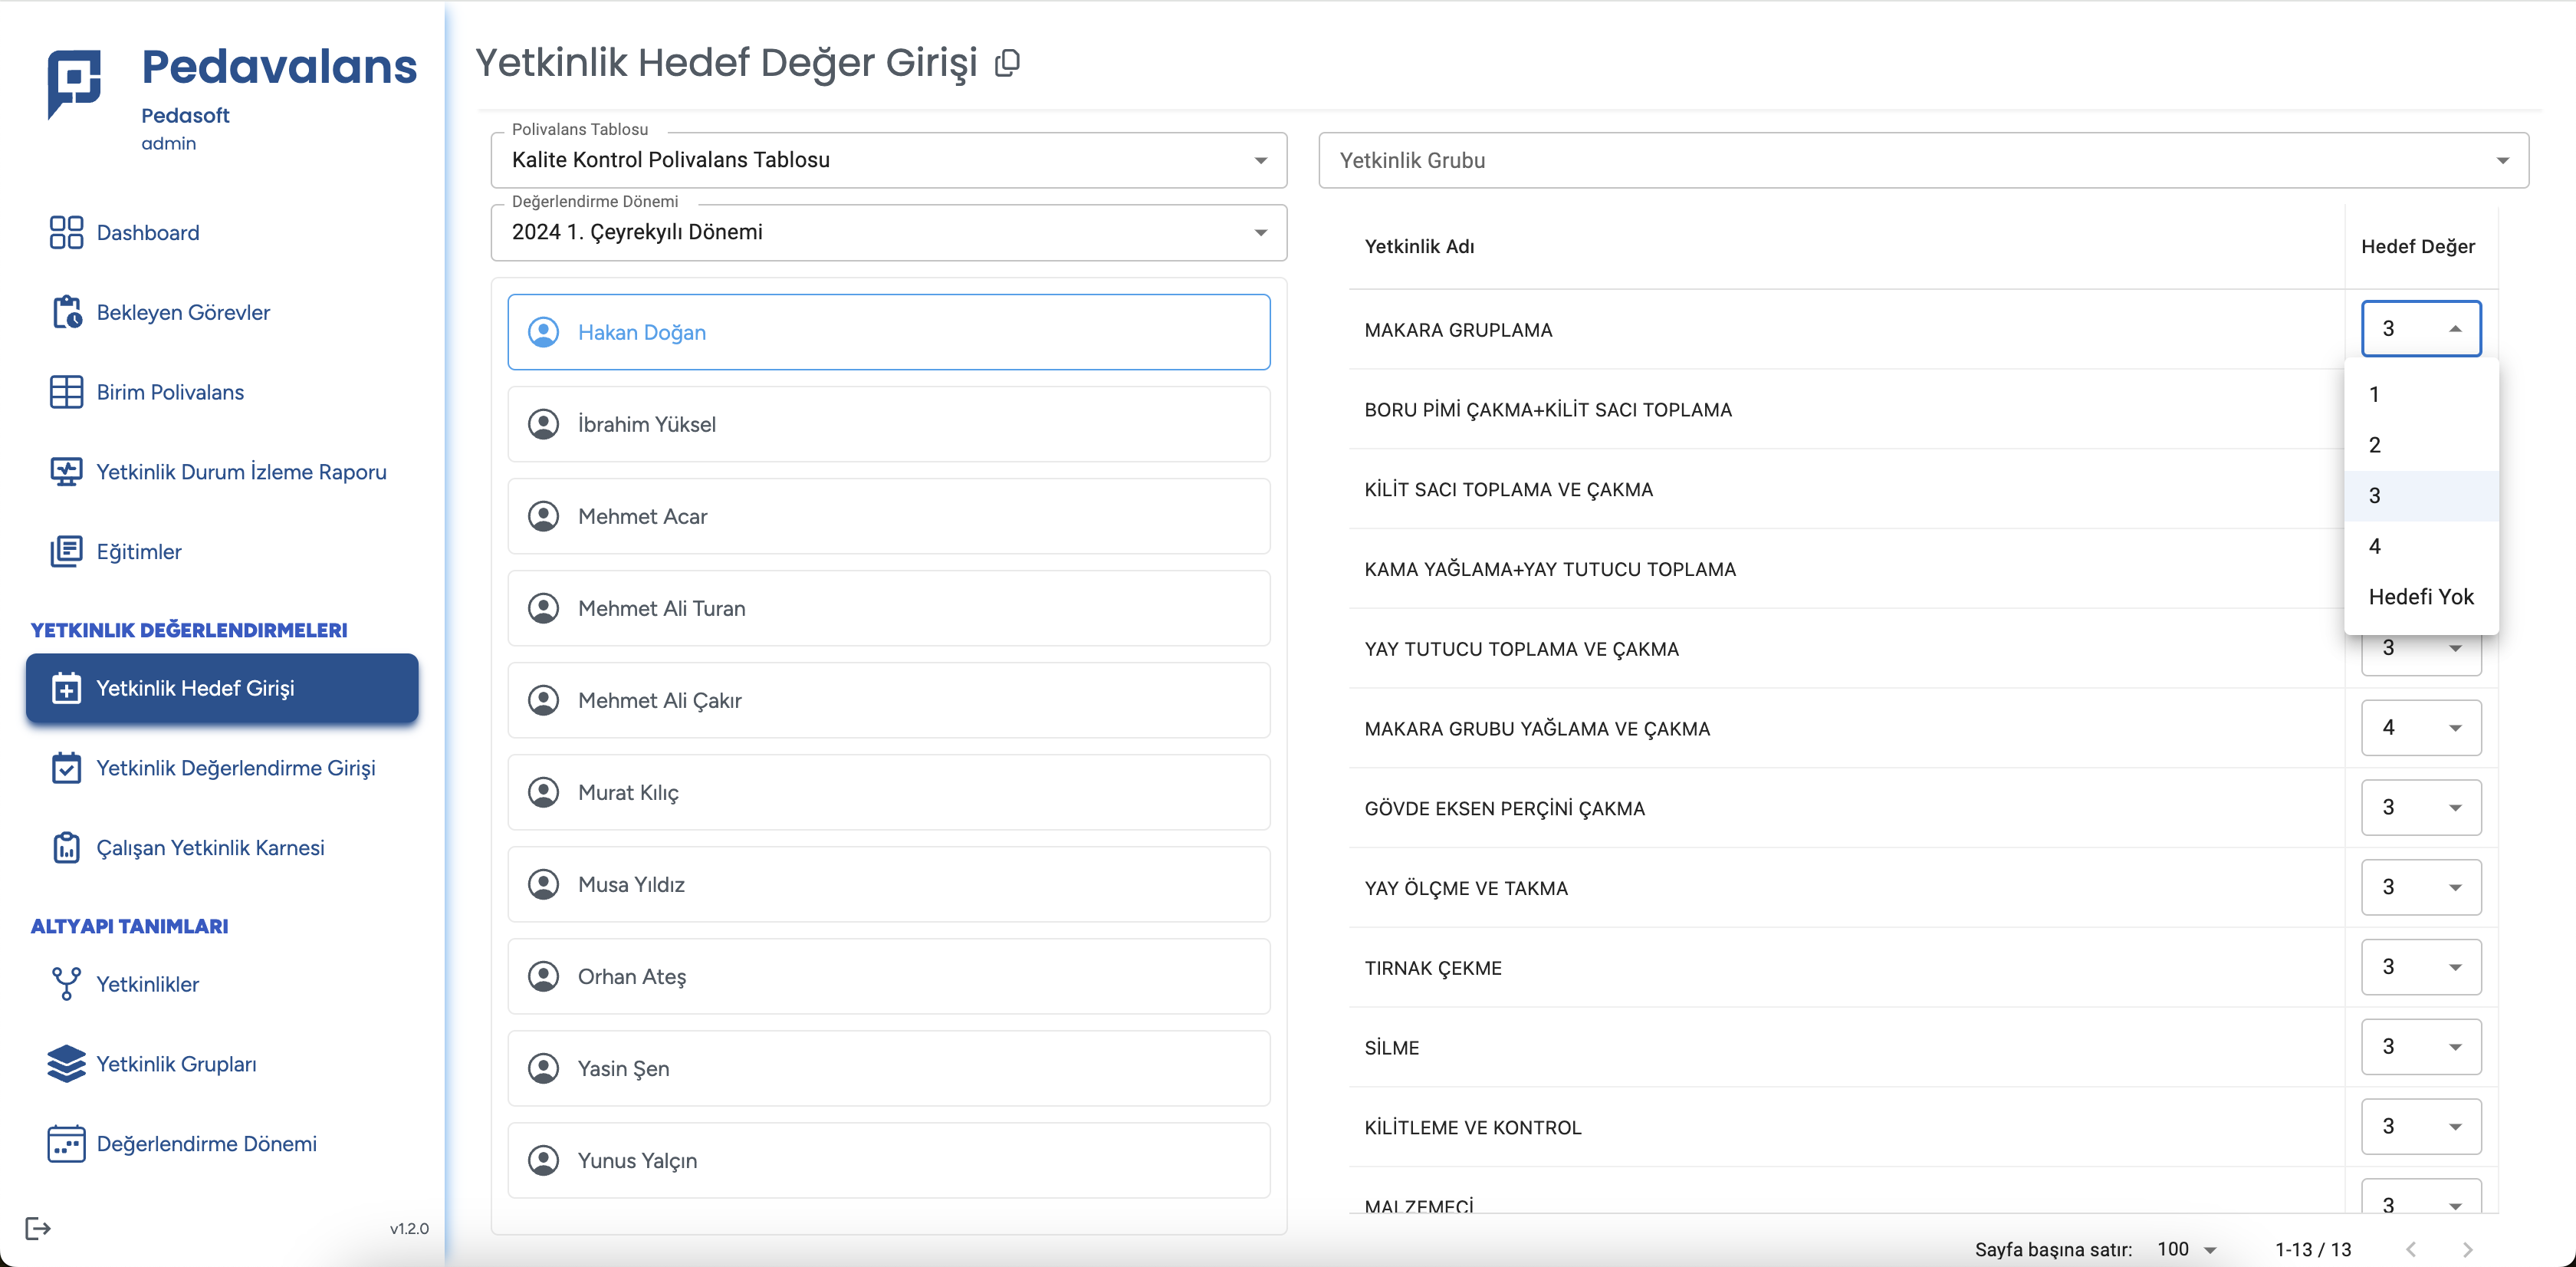 Pedavalans
Pedasoft
admin
Dashboard
Bekleyen Görevler
Birim Polivalans
Yetkinlik Durum İzleme Raporu
Eğitimler
YETKINLIK DEĞERLENDIRMELERI
Yetkinlik Hedef Girişi
Yetkinlik Değerlendirme Girişi
Çalışan Yetkinlik Karnesi
ALTYAPI TANIMLARI
Yetkinlikler
Yetkinlik Grupları
Değerlendirme Dönemi
v1.2.0
Yetkinlik Hedef Değer Girişi
Polivalans Tablosu
Kalite Kontrol Polivalans Tablosu
Değerlendirme Dönemi
2024 1. Çeyrekyılı Dönemi
Hakan Doğan
İbrahim Yüksel
Mehmet Acar
Mehmet Ali Turan
Mehmet Ali Çakır
Murat Kılıç
Musa Yıldız
Orhan Ateş
Yasin Şen
Yunus Yalçın
Yetkinlik Grubu
Yetkinlik Adı Hedef Değer
MAKARA GRUPLAMA 3
1
2
3
4
Hedefi Yok
BORU PİMİ ÇAKMA+KİLİT SACI TOPLAMA
KİLİT SACI TOPLAMA VE ÇAKMA
KAMA YAĞLAMA+YAY TUTUCU TOPLAMA
YAY TUTUCU TOPLAMA VE ÇAKMA 3
MAKARA GRUBU YAĞLAMA VE ÇAKMA 4
GÖVDE EKSEN PERÇİNİ ÇAKMA 3
YAY ÖLÇME VE TAKMA 3
TIRNAK ÇEKME 3
SİLME 3
KİLİTLEME VE KONTROL 3
MALZEMECİ 3
Sayfa başına satır: 100 1-13 / 13